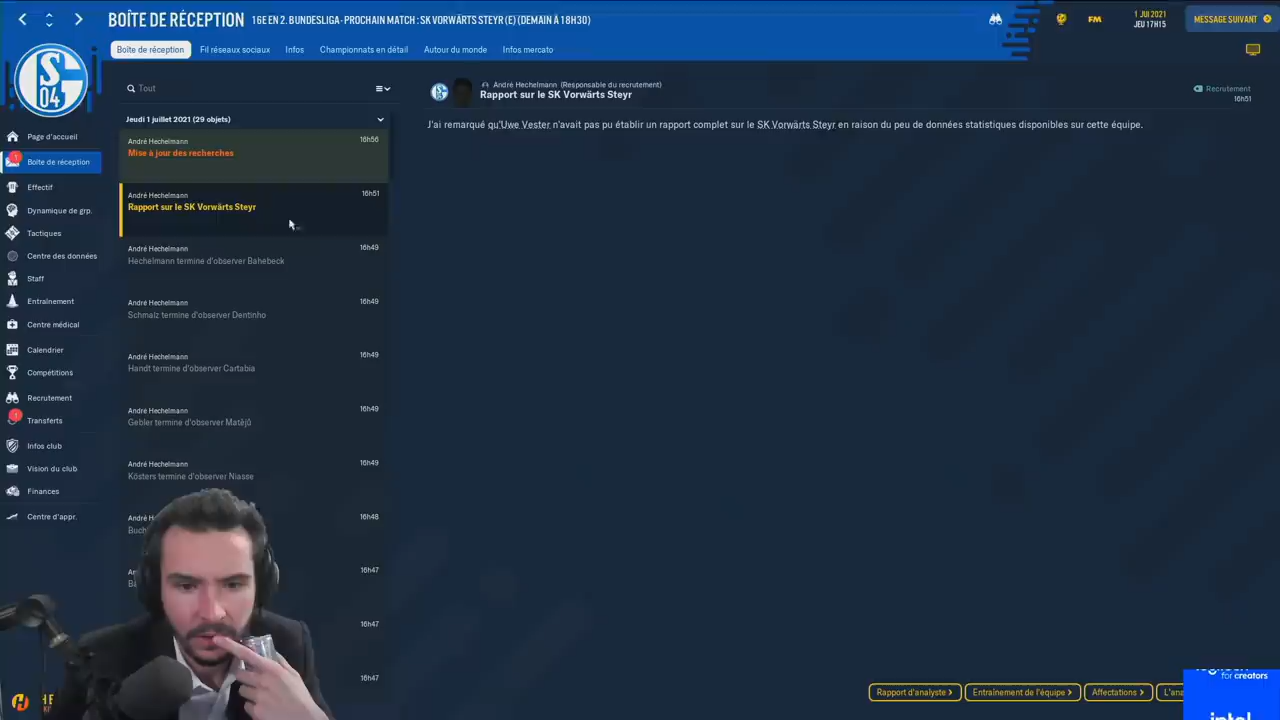 BOÎTE DE RÉCEPTION
16E EN 2. BUNDESLIGA - PROCHAIN MATCH : SK VORWÄRTS STEYR (E) (DEMAIN À 18H30)
FM
1 JUI 2021
JEU 17H15
MESSAGE SUIVANT
Boîte de réception
Fil réseaux sociaux
Infos
Championnats en détail
Autour du monde
Infos mercato
S
04
Page d'accueil
1
Boîte de réception
Effectif
Dynamique de grp.
Tactiques
Centre des données
Staff
Entraînement
Centre médical
Calendrier
Compétitions
Recrutement
1
Transferts
Infos club
Vision du club
Finances
Centre d'appr.
Tout
Jeudi 1 juillet 2021 (29 objets)
André Hechelmann 16h56
Mise à jour des recherches
André Hechelmann 16h51
Rapport sur le SK Vorwärts Steyr
André Hechelmann 16h49
Hechelmann termine d'observer Bahebeck
André Hechelmann 16h49
Schmalz termine d'observer Dentinho
André Hechelmann 16h49
Handt termine d'observer Cartabia
André Hechelmann 16h49
Gebler termine d'observer Matějů
André Hechelmann 16h49
Kösters termine d'observer Niasse
André H 16h48
Buch
16h47
16h47
16h47
André Hechelmann (Responsable du recrutement)
Rapport sur le SK Vorwärts Steyr
Recrutement
16h51
J'ai remarqué qu'Uwe Vester n'avait pas pu établir un rapport complet sur le SK Vorwärts Steyr en raison du peu de données statistiques disponibles sur cette équipe.
Rapport d'analyste
Entraînement de l'équipe
Affectations
for creators
intel